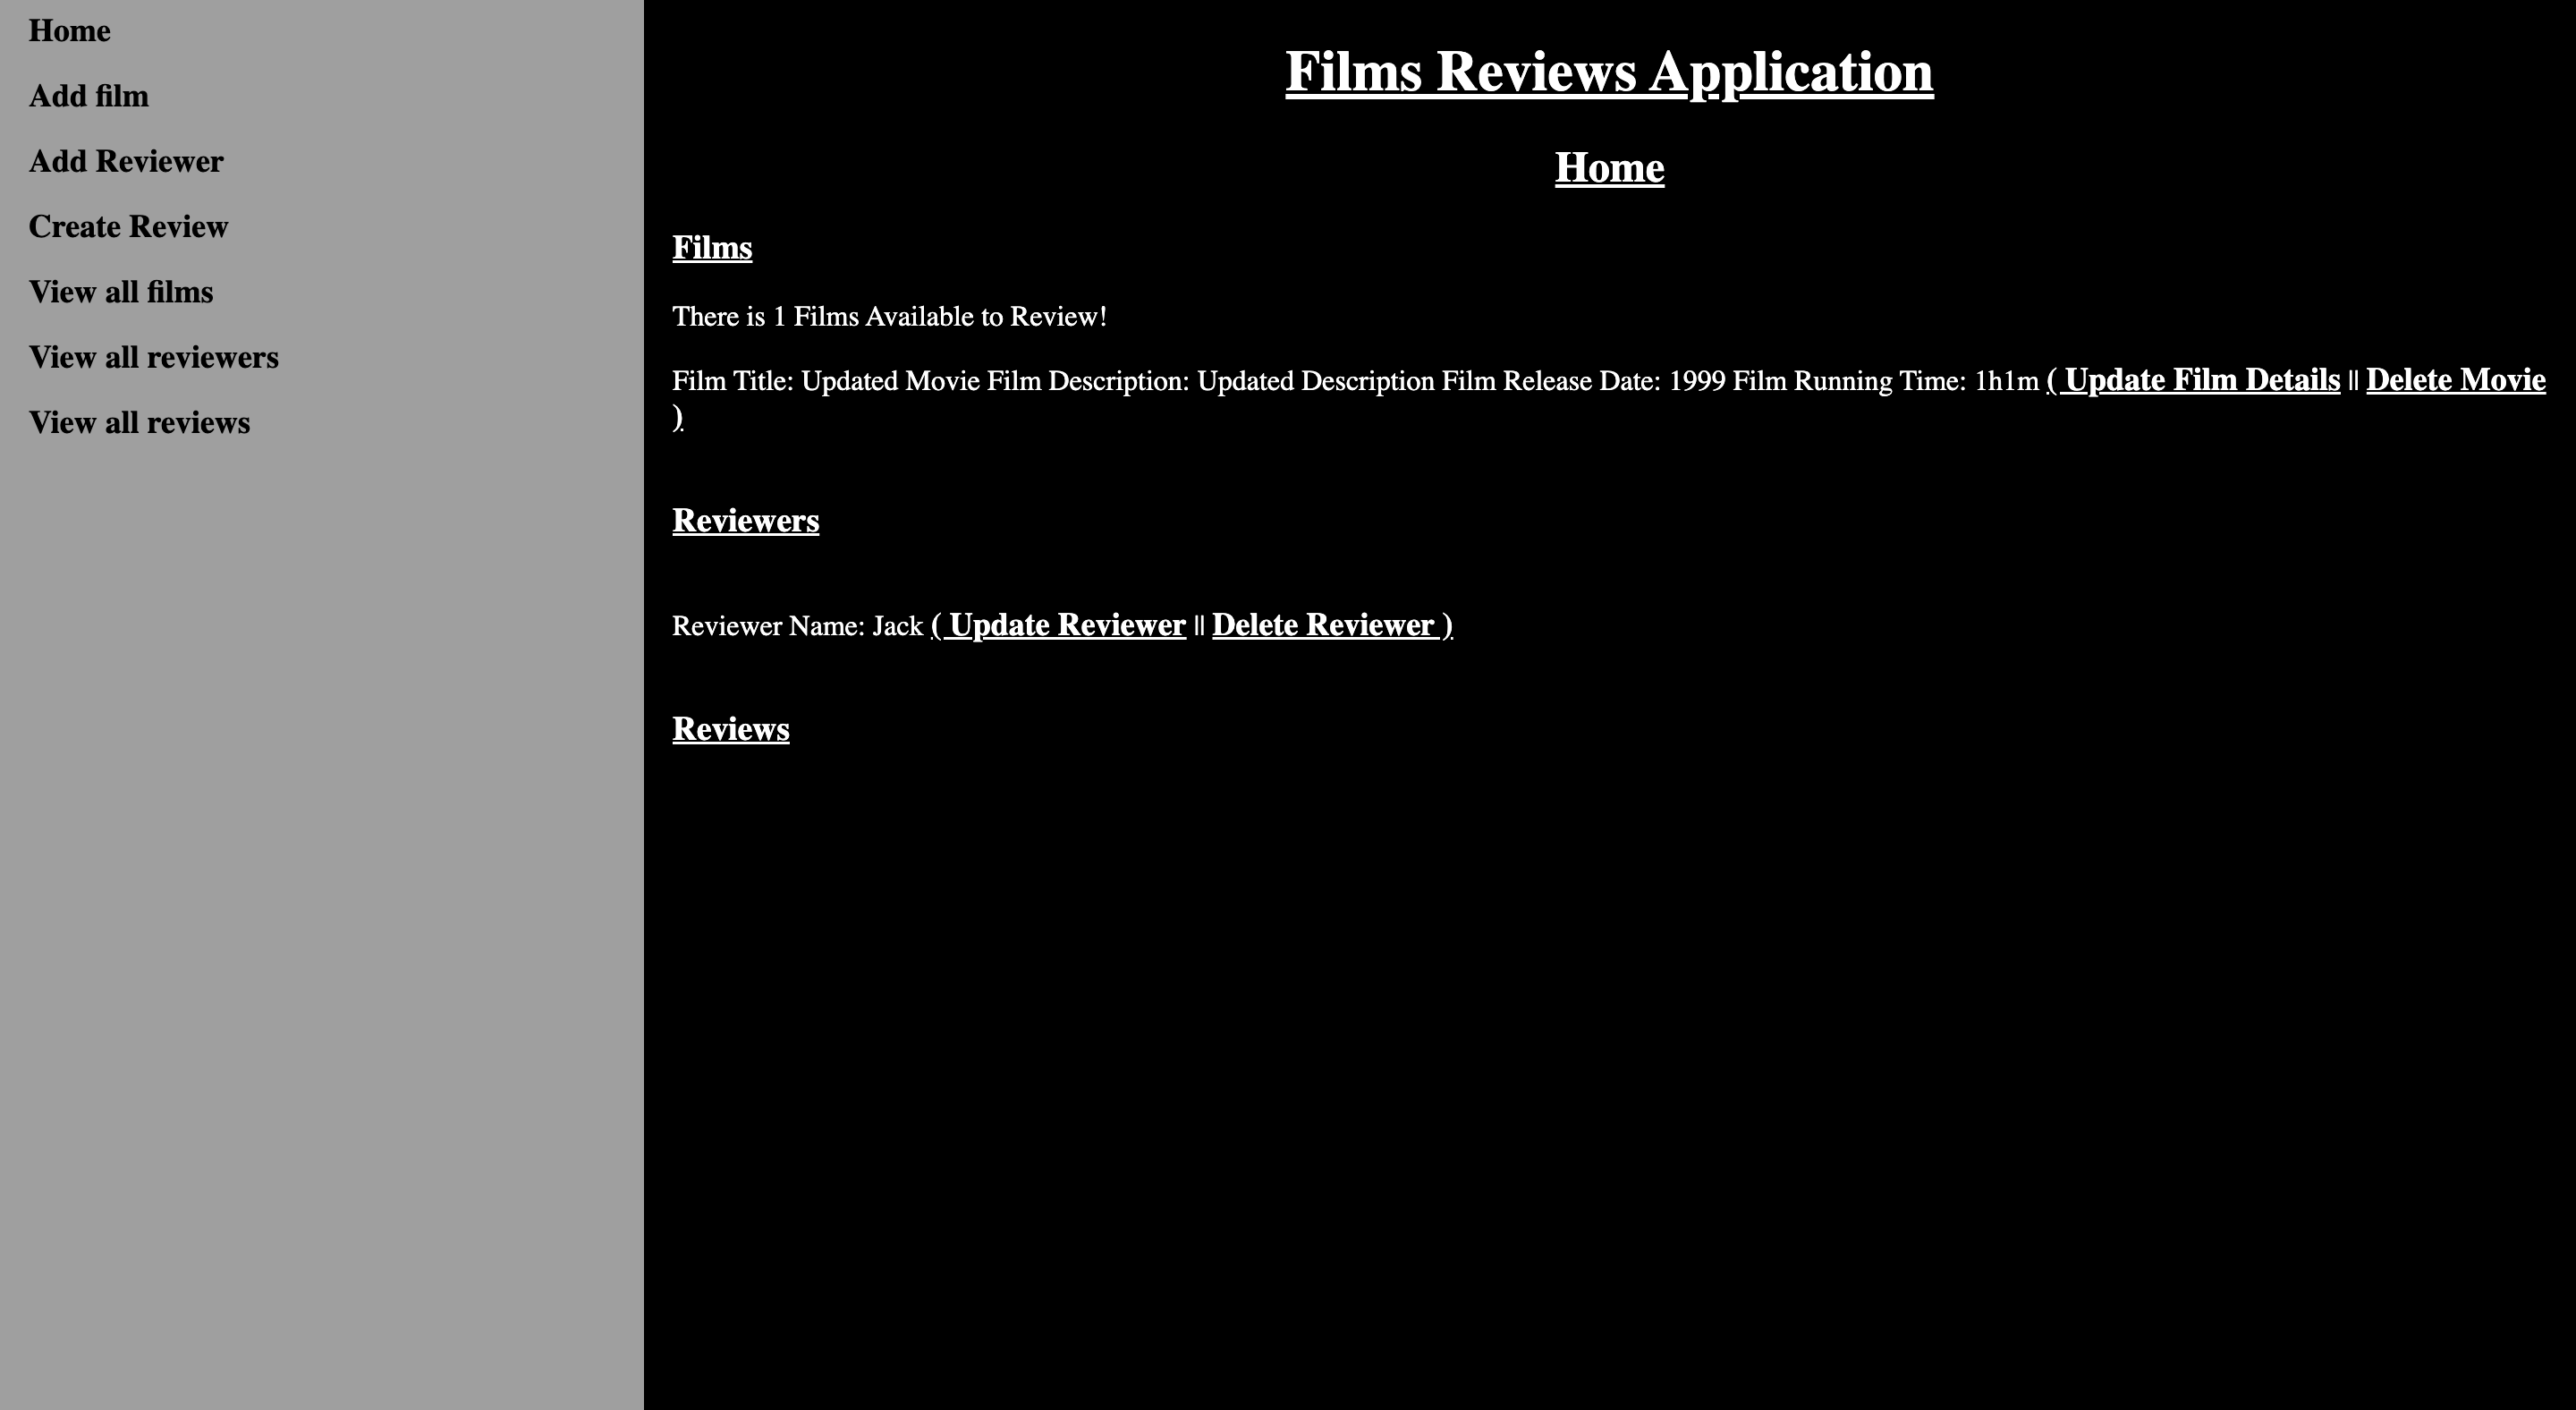 Home
Add film
Add Reviewer
Create Review
View all films
View all reviewers
View all reviews
Films Reviews Application
Home
Films
There is 1 Films Available to Review!
Film Title: Updated Movie Film Description: Updated Description Film Release Date: 1999 Film Running Time: 1h1m ( Update Film Details || Delete Movie
)
Reviewers
Reviewer Name: Jack ( Update Reviewer || Delete Reviewer )
Reviews